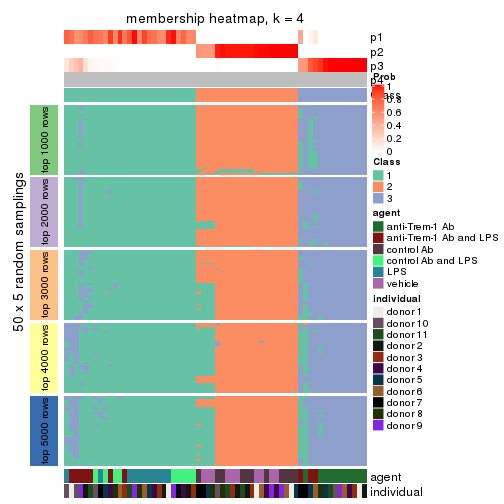 membership heatmap, k = 4
p1
p2
p3
p4
Class
50 x 5 random samplings
top 1000 rows
top 2000 rows
top 3000 rows
top 4000 rows
top 5000 rows
agent
individual
Prob
1
0.8
0.6
0.4
0.2
0
Class
1
2
3
agent
anti-Trem-1 Ab
anti-Trem-1 Ab and LPS
control Ab
control Ab and LPS
LPS
vehicle
individual
donor 1
donor 10
donor 11
donor 2
donor 3
donor 4
donor 5
donor 6
donor 7
donor 8
donor 9